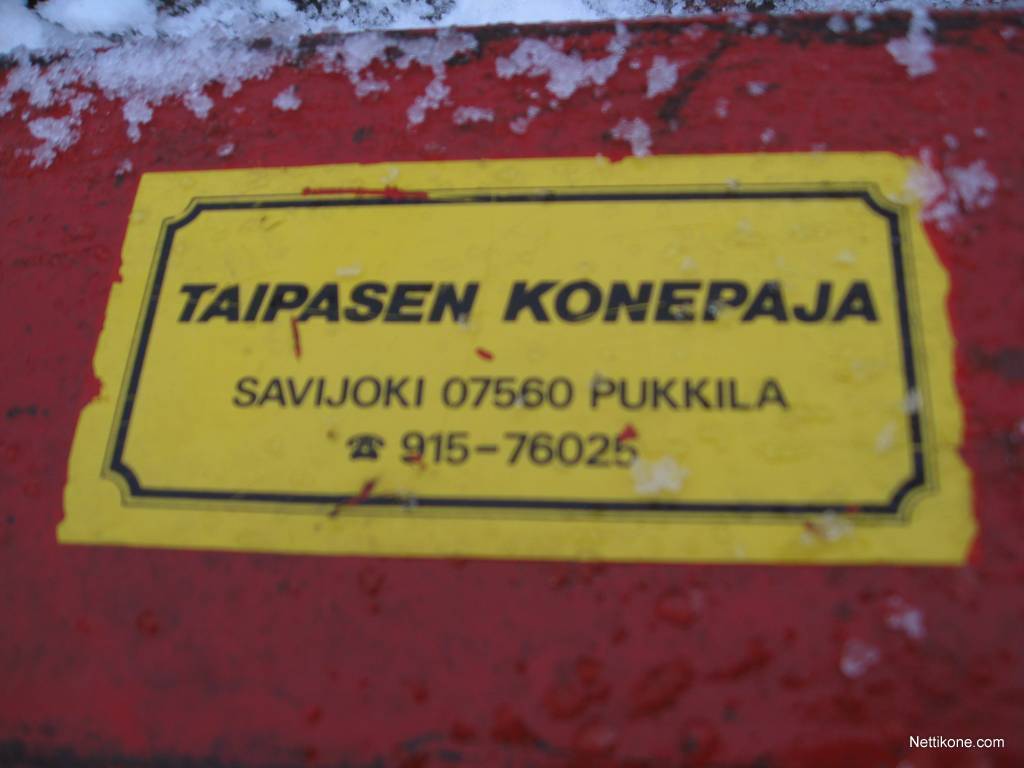 TAIPASEN KONEPAJA
SAVIJOKI 07560 PUKKILA
☎ 915-76025
Nettikone.com